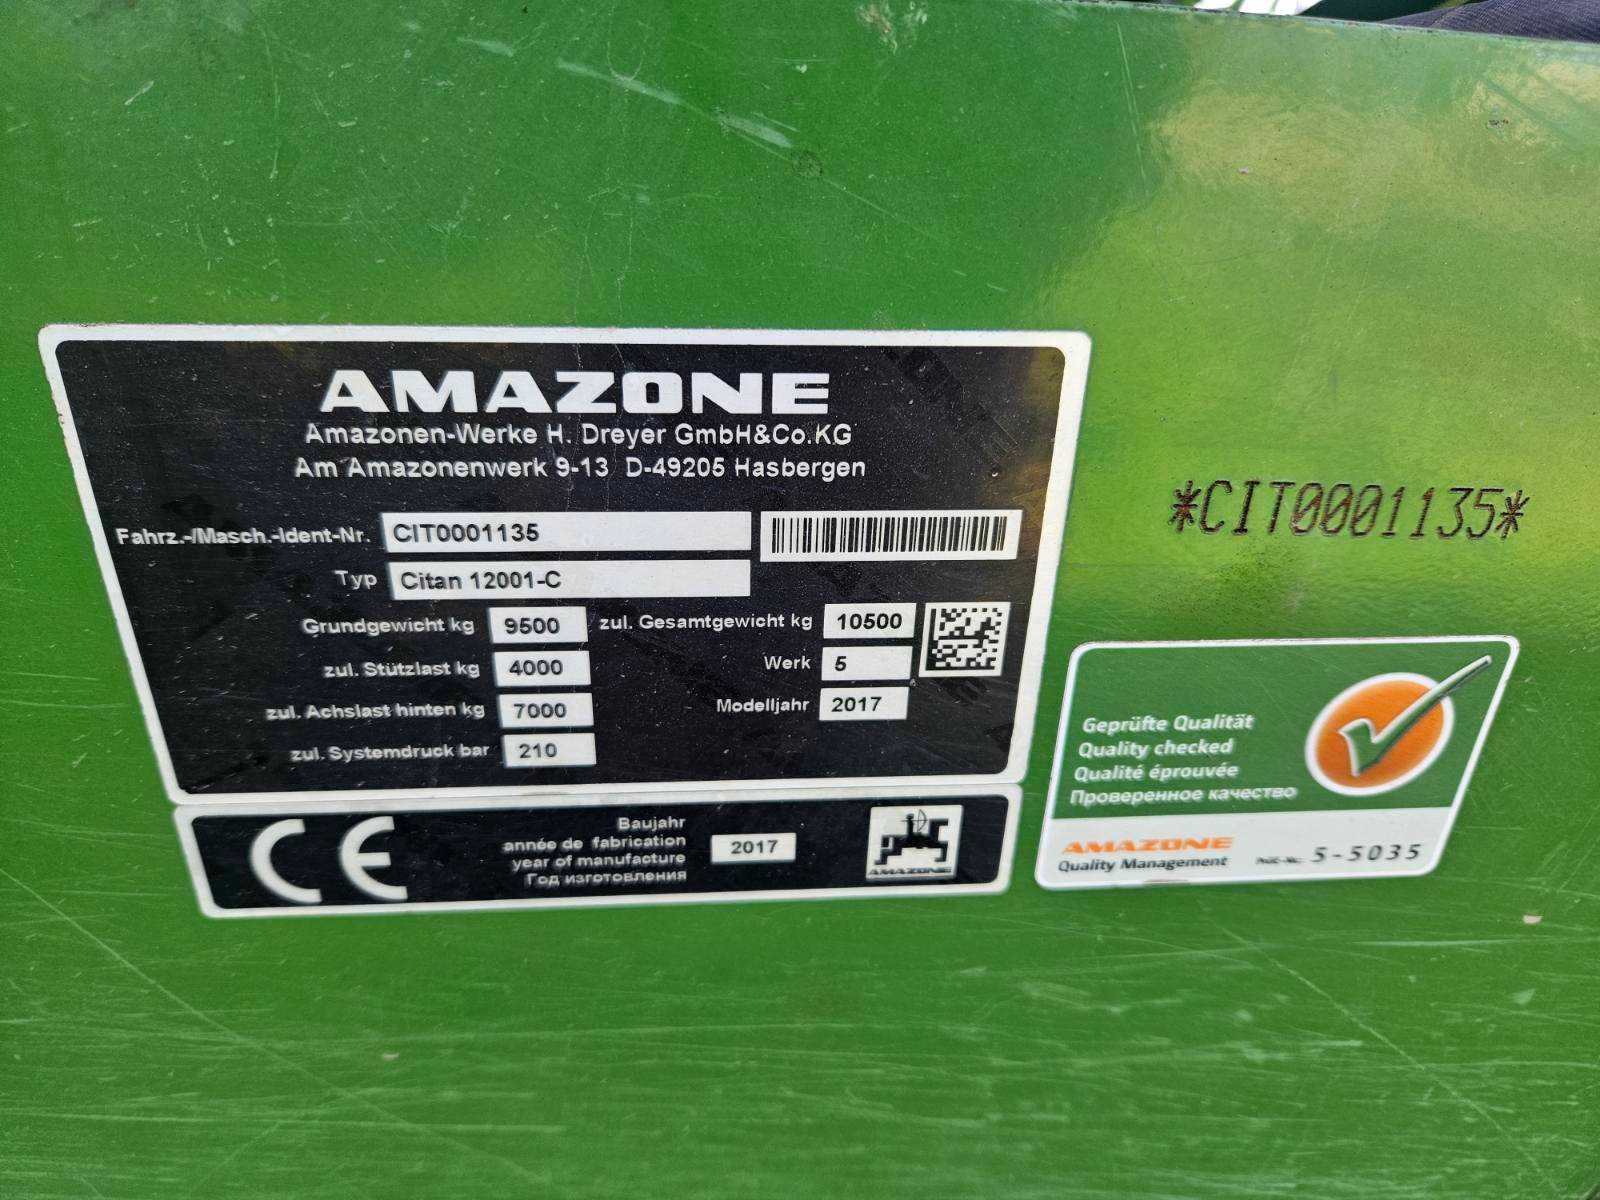 AMAZONE
Amazonen-Werke H. Dreyer GmbH&Co.KG
Am Amazonenwerk 9-13 D-49205 Hasbergen
Fahrz.-/Masch.-Ident-Nr. CIT0001135
Typ Citan 12001-C
Grundgewicht kg 9500 zul. Gesamtgewicht kg 10500
zul. Stützlast kg 4000 Werk 5
zul. Achslast hinten kg 7000 Modelljahr 2017
zul. Systemdruck bar 210
CE
Baujahr
année de fabrication
year of manufacture
Год изготовления
2017
AMAZONE
*CIT0001135*
Geprüfte Qualität
Quality checked
Qualité éprouvée
Проверенное качество
AMAZONE
Quality Management 5-5035